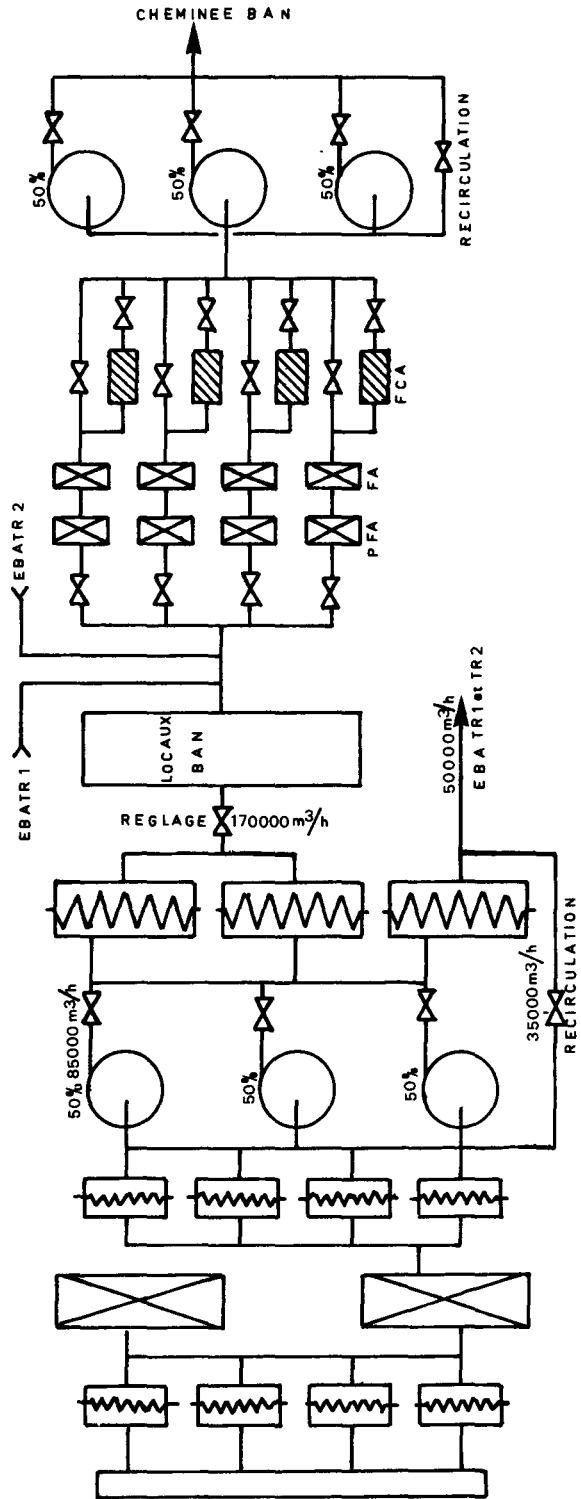 CHEMINEE BAN
50%
50%
50%
RECIRCULATION
FCA
FA
PFA
EBATR 2
EBATR 1
LOCAUX
BAN
REGLAGE
170000 m3/h
50000 m3/h
EBATR1 et TR2
85000 m3/h
50%
50%
50%
35000 m3/h
RECIRCULATION